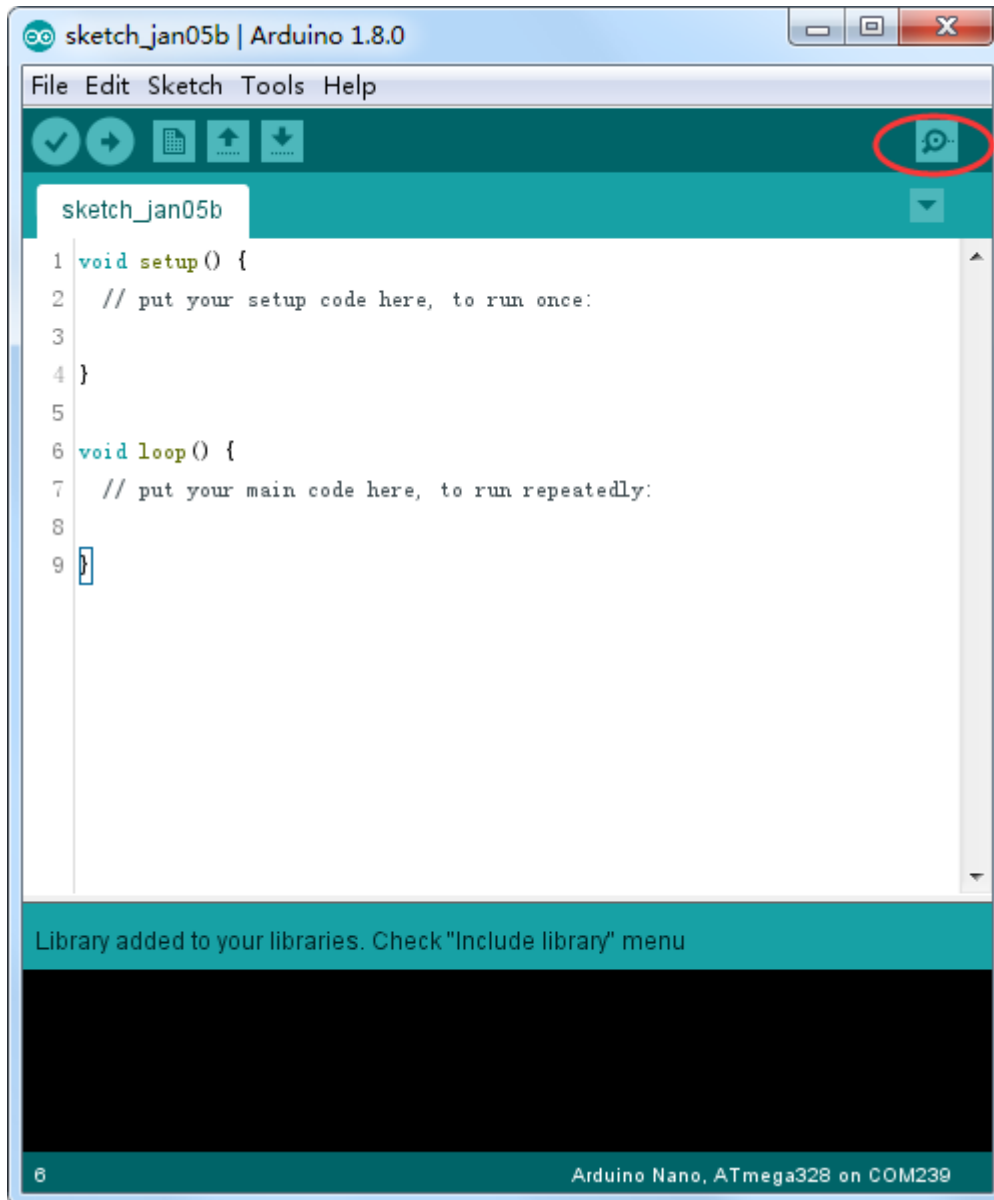 sketch_jan05b | Arduino 1.8.0
File Edit Sketch Tools Help
sketch_jan05b
1 void setup() {
2 // put your setup code here, to run once:
3
4 }
5
6 void loop() {
7 // put your main code here, to run repeatedly:
8
9 }
Library added to your libraries. Check "Include library" menu
6 Arduino Nano, ATmega328 on COM239